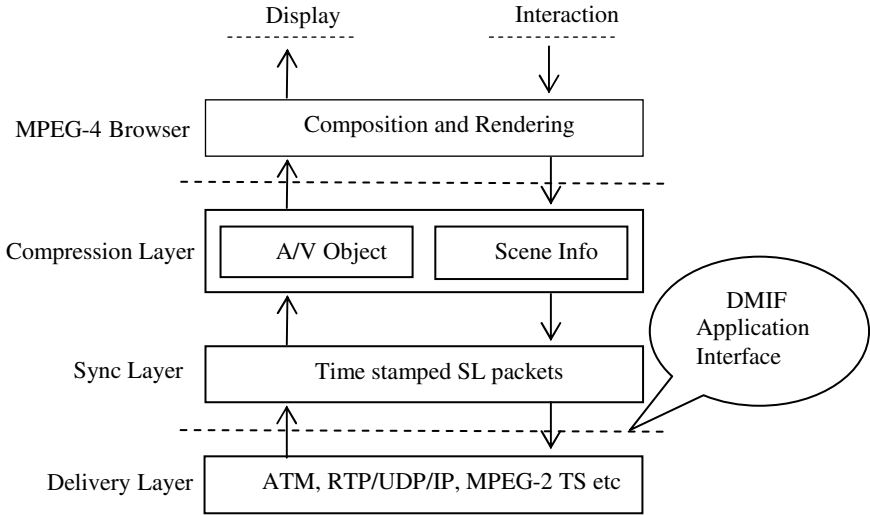 Display
Interaction
MPEG-4 Browser
Composition and Rendering
Compression Layer
A/V Object
Scene Info
DMIF
Application
Interface
Sync Layer
Time stamped SL packets
Delivery Layer
ATM, RTP/UDP/IP, MPEG-2 TS etc